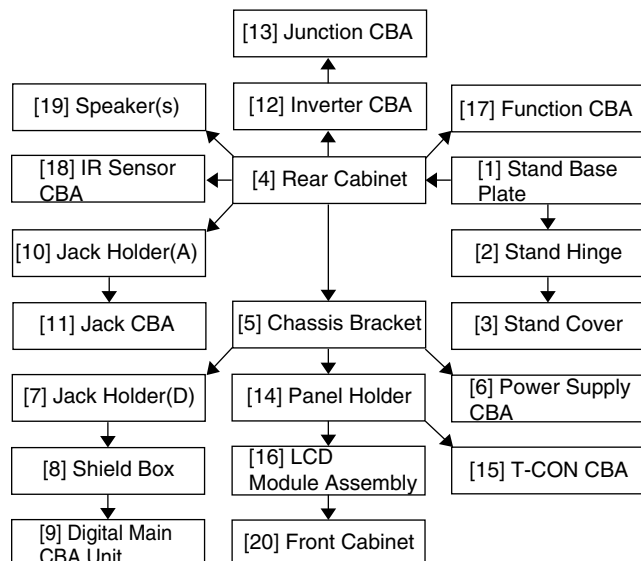 [13] Junction CBA
[19] Speaker(s)
[12] Inverter CBA
[17] Function CBA
[18] IR Sensor
CBA
[4] Rear Cabinet
[1] Stand Base
Plate
[10] Jack Holder(A)
[2] Stand Hinge
[11] Jack CBA
[5] Chassis Bracket
[3] Stand Cover
[7] Jack Holder(D)
[14] Panel Holder
[6] Power Supply
CBA
[8] Shield Box
[16] LCD
Module Assembly
[15] T-CON CBA
[9] Digital Main
CBA Unit
[20] Front Cabinet